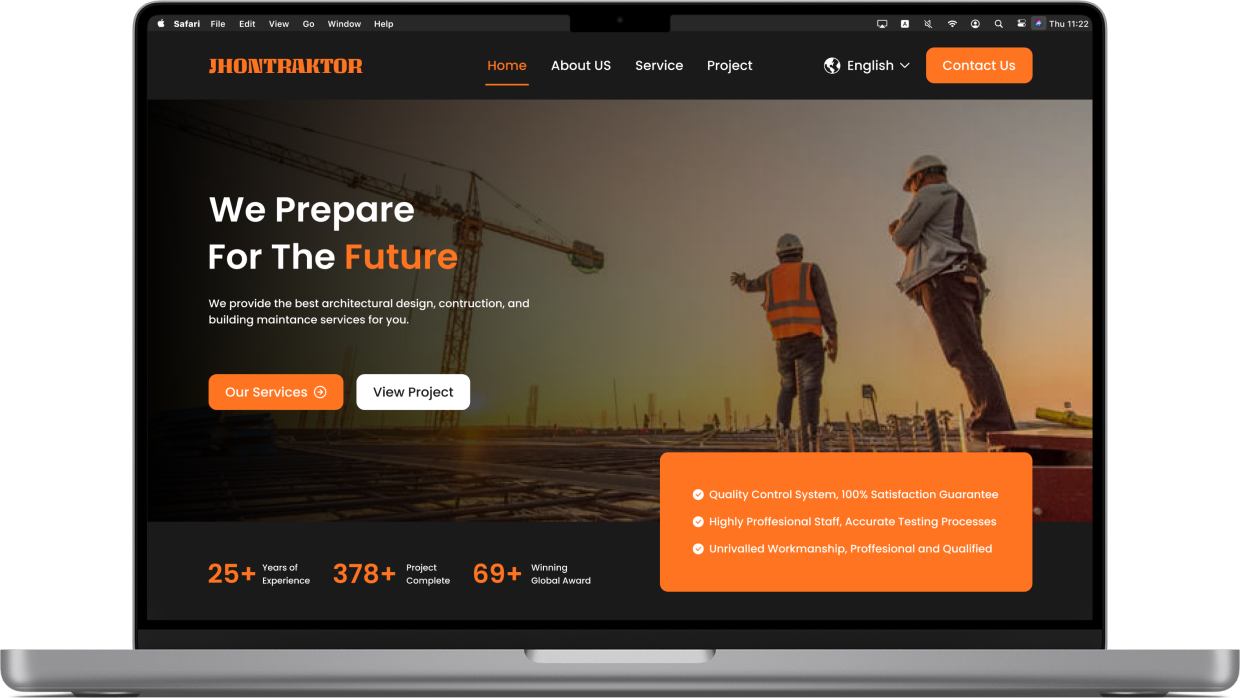 Safari File Edit View Go Window Help
A
Thu 11:22
JHONTRAKTOR
Home About US Service Project
English
Contact Us
We Prepare
For The Future
We provide the best architectural design, contruction, and
building maintance services for you.
Our Services
View Project
Quality Control System, 100% Satisfaction Guarantee
Highly Proffesional Staff, Accurate Testing Processes
Unrivalled Workmanship, Proffesional and Qualified
25+ Years of
Experience
378+ Project
Complete
69+ Winning
Global Award